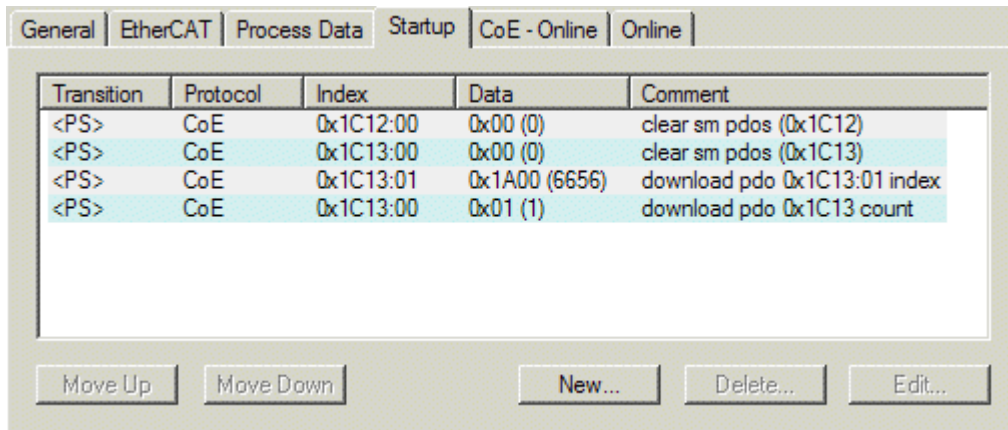 General EtherCAT Process Data Startup CoE - Online Online
Transition Protocol Index Data Comment
<PS> CoE 0x1C12:00 0x00 (0) clear sm pdos (0x1C12)
<PS> CoE 0x1C13:00 0x00 (0) clear sm pdos (0x1C13)
<PS> CoE 0x1C13:01 0x1A00 (6656) download pdo 0x1C13:01 index
<PS> CoE 0x1C13:00 0x01 (1) download pdo 0x1C13 count
Move Up Move Down New... Delete... Edit...